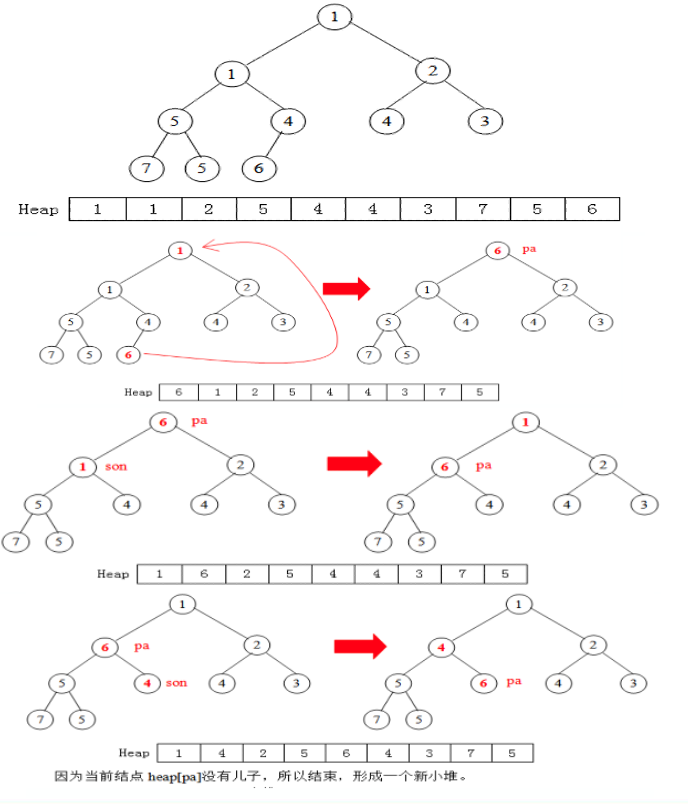 1
1 2
5 4 4 3
7 5 6
Heap 1 1 2 5 4 4 3 7 5 6
1 6 pa
1 2 1 2
5 4 4 3 5 4 4 3
7 5 6 7 5
Heap 6 1 2 5 4 4 3 7 5
6 pa 1
1 son 2 6 pa 2
5 4 4 3 5 4 4 3
7 5 7 5
Heap 1 6 2 5 4 4 3 7 5
1 1
6 pa 2 4 2
5 4 son 4 3 5 6 pa 4 3
7 5 7 5
Heap 1 4 2 5 6 4 3 7 5
因为当前结点 heap[pa]没有儿子，所以结束，形成一个新小堆。